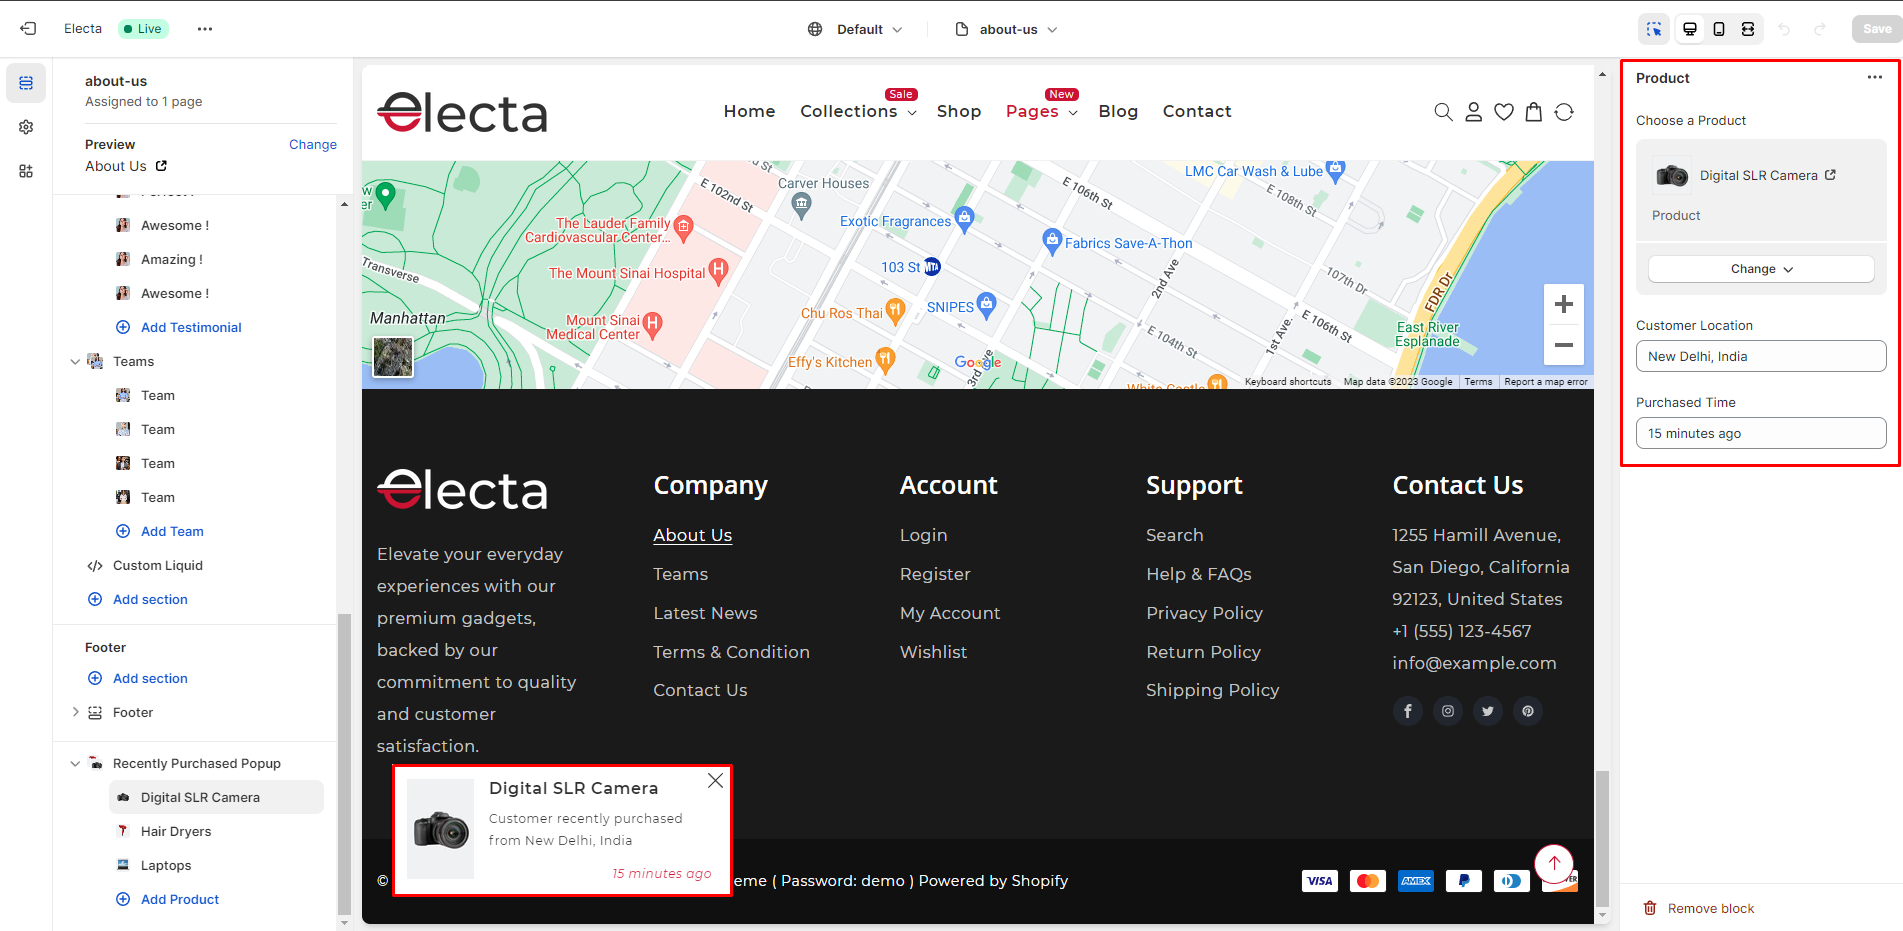 Electa
Live
Default
about-us
Save
about-us
Assigned to 1 page
Preview
Change
About Us
Awesome !
Amazing !
Awesome !
Add Testimonial
Teams
Team
Team
Team
Team
Add Team
Custom Liquid
Add section
Footer
Add section
Footer
Recently Purchased Popup
Digital SLR Camera
Hair Dryers
Laptops
Add Product
electa
Home
Collections
Sale
Shop
Pages
New
Blog
Contact
E 102nd St
Carver Houses
LMC Car Wash & Lube
E 106th St
E 108th St
The Lauder Family
Cardiovascular Center...
Exotic Fragrances
Fabrics Save-A-Thon
Transverse
The Mount Sinai Hospital
103 St
MTA
2nd Ave
107th Dr
FDR Dr
SNIPES
Chu Ros Thai
Manhattan
Mount Sinai
Medical Center
E 104th St
1st Ave
E 106th St
East River
Esplanade
Effy's Kitchen
Google
3rd Ave
White Castle
Keyboard shortcuts
Map data ©2023 Google
Terms
Report a map error
electa
Elevate your everyday
experiences with our
premium gadgets,
backed by our
commitment to quality
and customer
satisfaction.
Company
About Us
Teams
Latest News
Terms & Condition
Contact Us
Account
Login
Register
My Account
Wishlist
Support
Search
Help & FAQs
Privacy Policy
Return Policy
Shipping Policy
Contact Us
1255 Hamill Avenue,
San Diego, California
92123, United States
+1 (555) 123-4567
info@example.com
Digital SLR Camera
Customer recently purchased
from New Delhi, India
15 minutes ago
©
eme ( Password: demo ) Powered by Shopify
VISA
AMEX
Product
Choose a Product
Digital SLR Camera
Product
Change
Customer Location
New Delhi, India
Purchased Time
15 minutes ago
Remove block